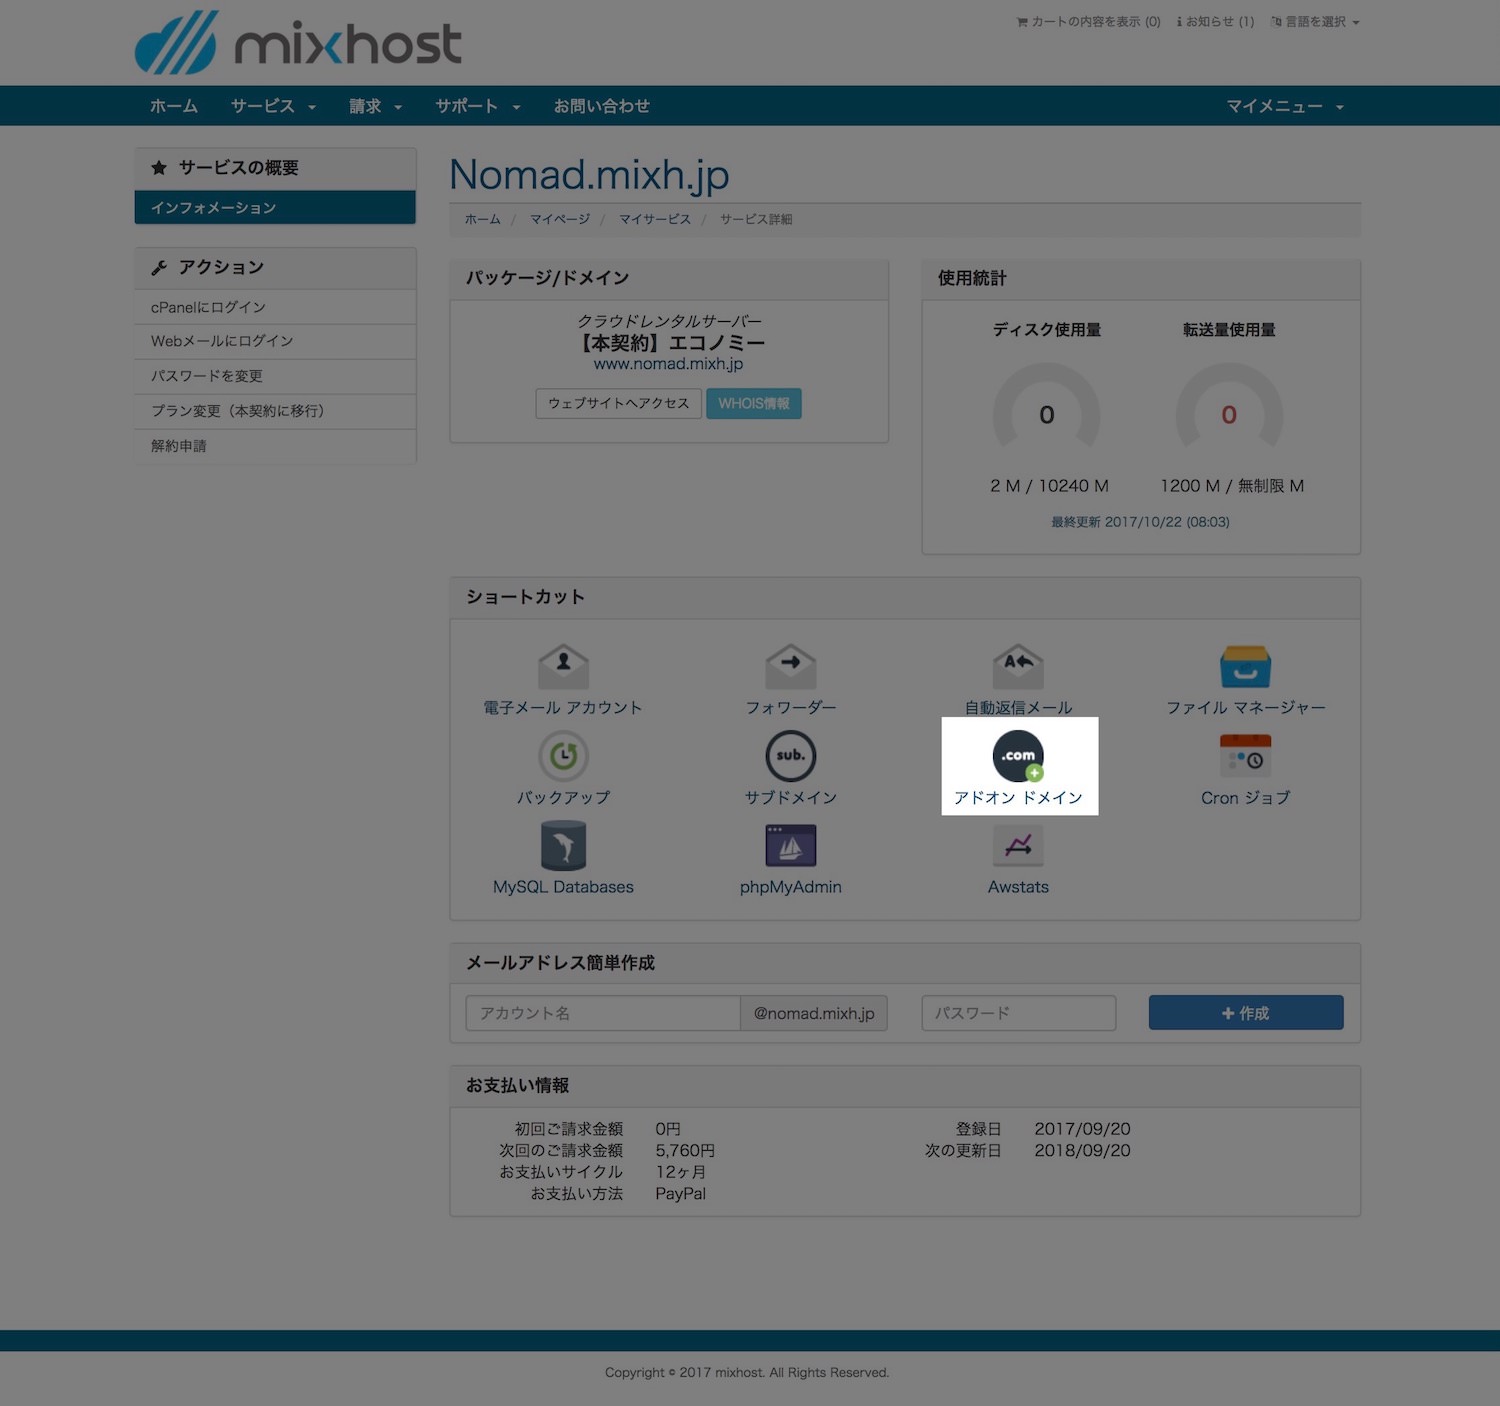 mixhost
カートの内容を表示 (0) お知らせ (1) 言語を選択
ホーム サービス 請求 サポート お問い合わせ マイメニュー
サービスの概要
インフォメーション
アクション
cPanelにログイン
Webメールにログイン
パスワードを変更
プラン変更（本契約に移行）
解約申請
Nomad.mixh.jp
ホーム / マイページ / マイサービス / サービス詳細
パッケージ/ドメイン
クラウドレンタルサーバー
【本契約】エコノミー
www.nomad.mixh.jp
ウェブサイトへアクセス WHOIS情報
使用統計
ディスク使用量 転送量使用量
0 0
2 M / 10240 M 1200 M / 無制限 M
最終更新 2017/10/22 (08:03)
ショートカット
電子メール アカウント フォワーダー 自動返信メール ファイル マネージャー
sub. .com
バックアップ サブドメイン アドオン ドメイン Cron ジョブ
MySQL Databases phpMyAdmin Awstats
メールアドレス簡単作成
アカウント名 @nomad.mixh.jp パスワード 作成
お支払い情報
初回ご請求金額 0円 登録日 2017/09/20
次回のご請求金額 5,760円 次の更新日 2018/09/20
お支払いサイクル 12ヶ月
お支払い方法 PayPal
Copyright © 2017 mixhost. All Rights Reserved.